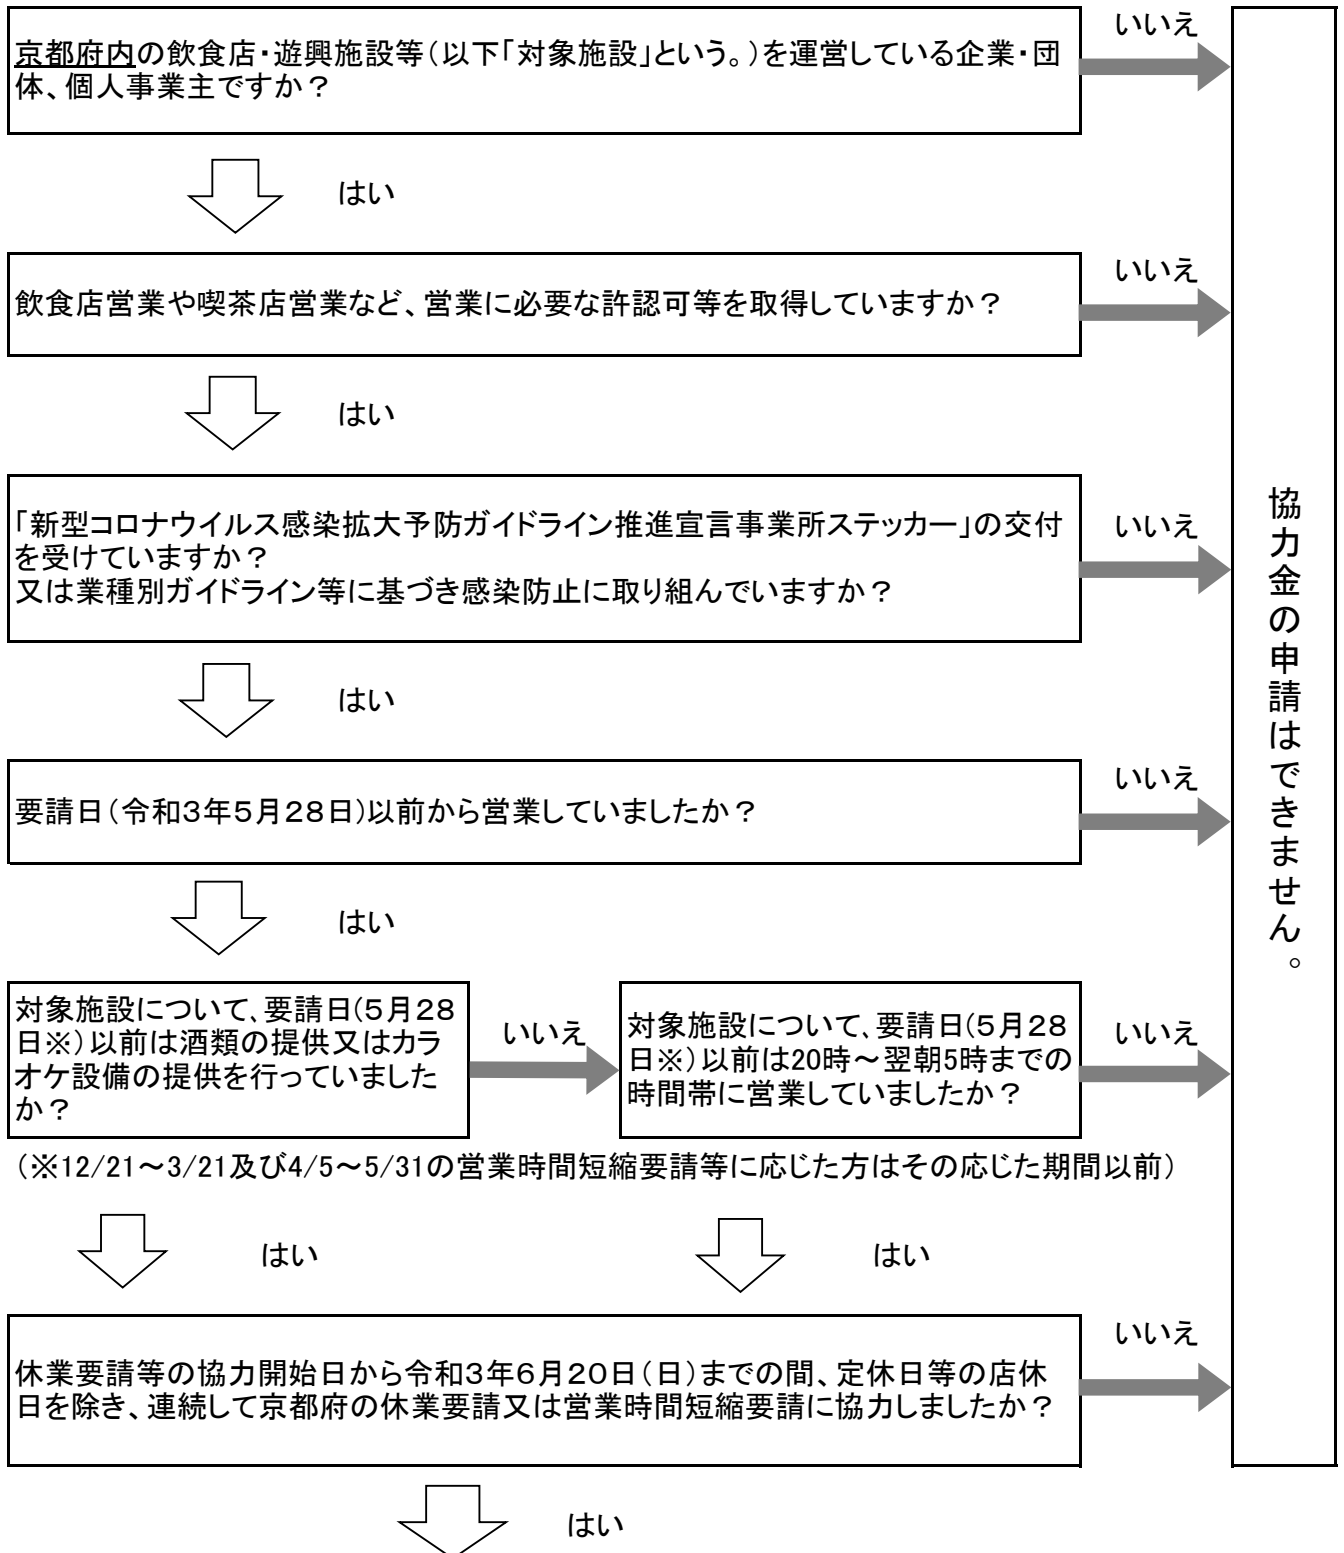 いいえ
京都府内の飲食店・遊興施設等(以下「対象施設」という。)を運営している企業・団
体、個人事業主ですか？
はい
いいえ
飲食店営業や喫茶店営業など、営業に必要な許認可等を取得していますか？
はい
「新型コロナウイルス感染拡大予防ガイドライン推進宣言事業所ステッカー」の交付
を受けていますか？
又は業種別ガイドライン等に基づき感染防止に取り組んでいますか？
いいえ
はい
いいえ
要請日(令和3年5月28日)以前から営業していましたか？
はい
対象施設について、要請日(5月28
日※)以前は酒類の提供又はカラ
オケ設備の提供を行っていました
か？
いいえ
対象施設について、要請日(5月28
日※)以前は20時～翌朝5時までの
時間帯に営業していましたか？
いいえ
(※12/21～3/21及び4/5～5/31の営業時間短縮要請等に応じた方はその応じた期間以前)
はい
はい
いいえ
休業要請等の協力開始日から令和3年6月20日(日)までの間、定休日等の店休
日を除き、連続して京都府の休業要請又は営業時間短縮要請に協力しましたか？
はい
協力金の申請はできません。